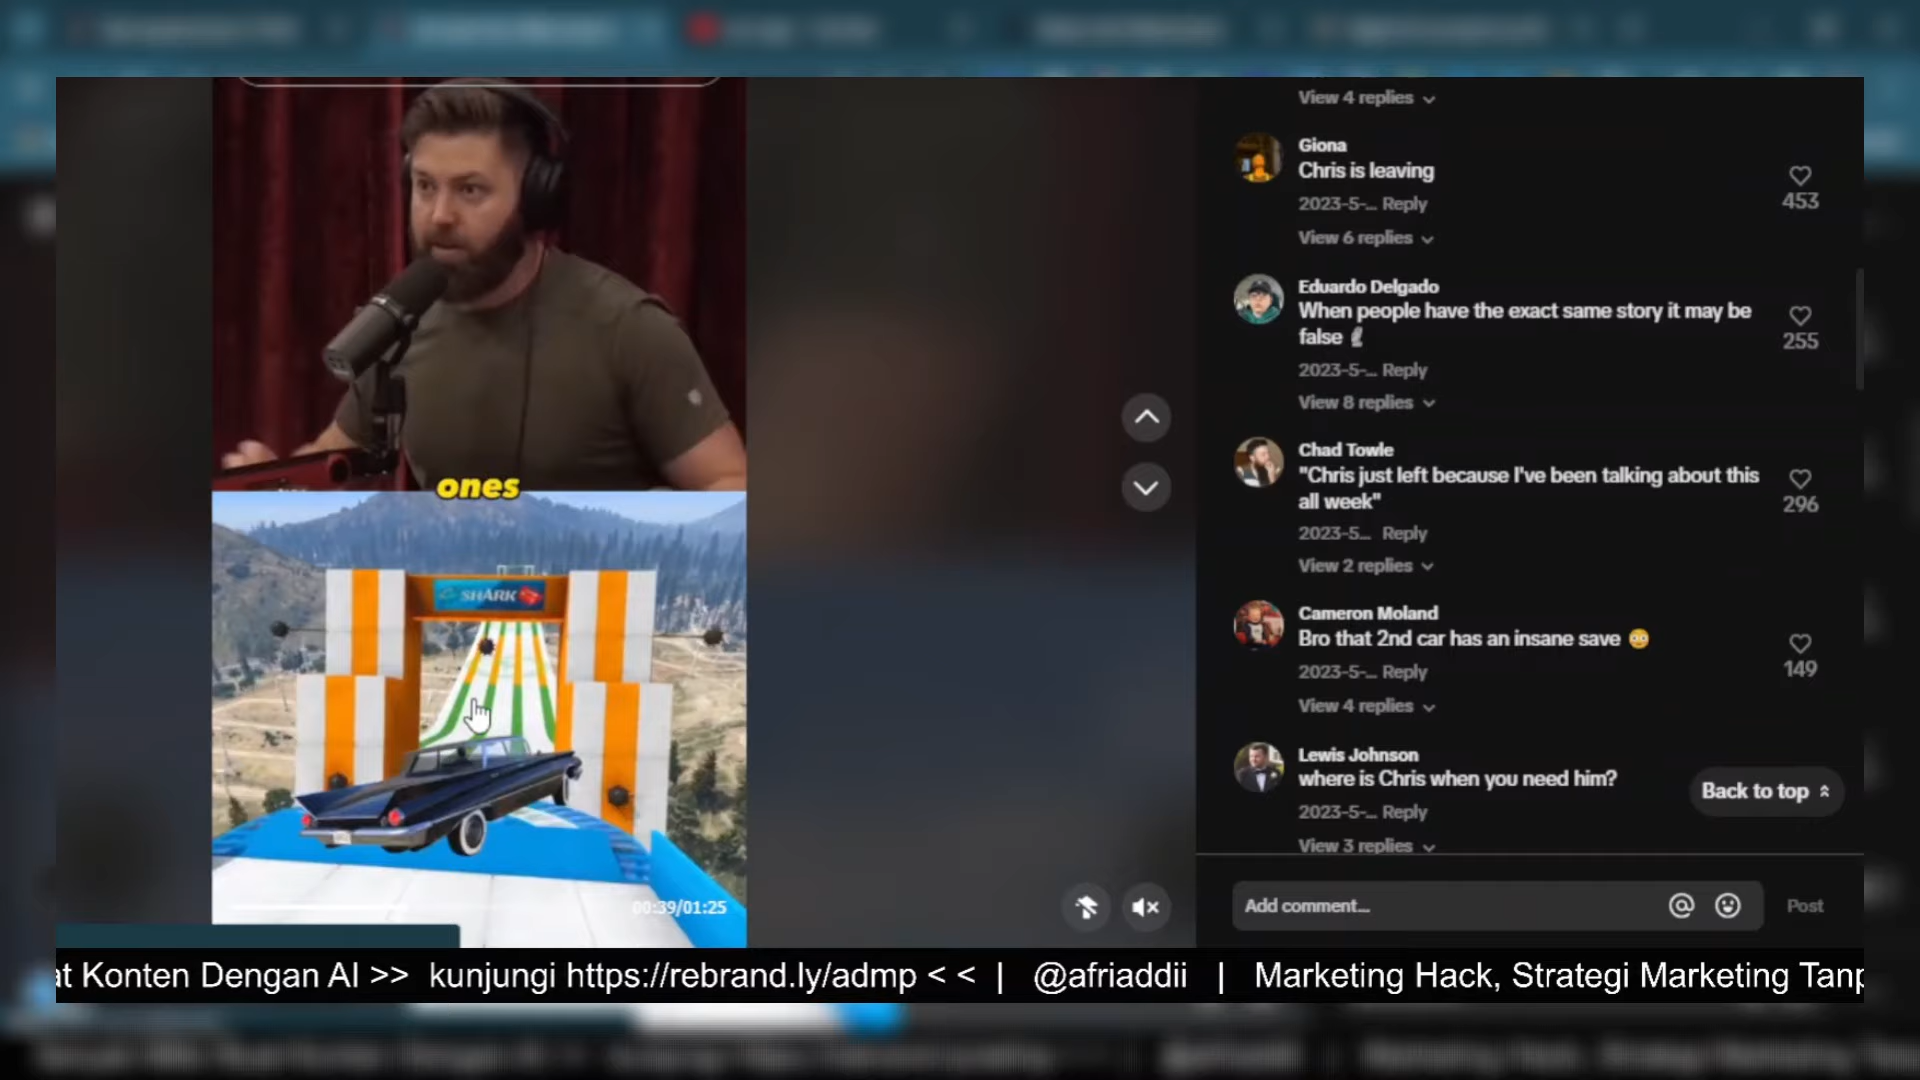 View 4 replies
Giona
Chris is leaving
453
2023-5-... Reply
View 6 replies
Eduardo Delgado
When people have the exact same story it may be
false ✌
255
2023-5-... Reply
View 8 replies
Chad Towle
"Chris just left because I've been talking about this
all week"
296
2023-5... Reply
View 2 replies
Cameron Moland
Bro that 2nd car has an insane save 😳
149
2023-5-... Reply
View 4 replies
Lewis Johnson
where is Chris when you need him?
Back to top
2023-5-... Reply
View 3 replies
Add comment...
Post
ones
SHARK
00:39/01:25
at Konten Dengan AI >> kunjungi https://rebrand.ly/admp < < | @afriaddii | Marketing Hack, Strategi Marketing Tanp